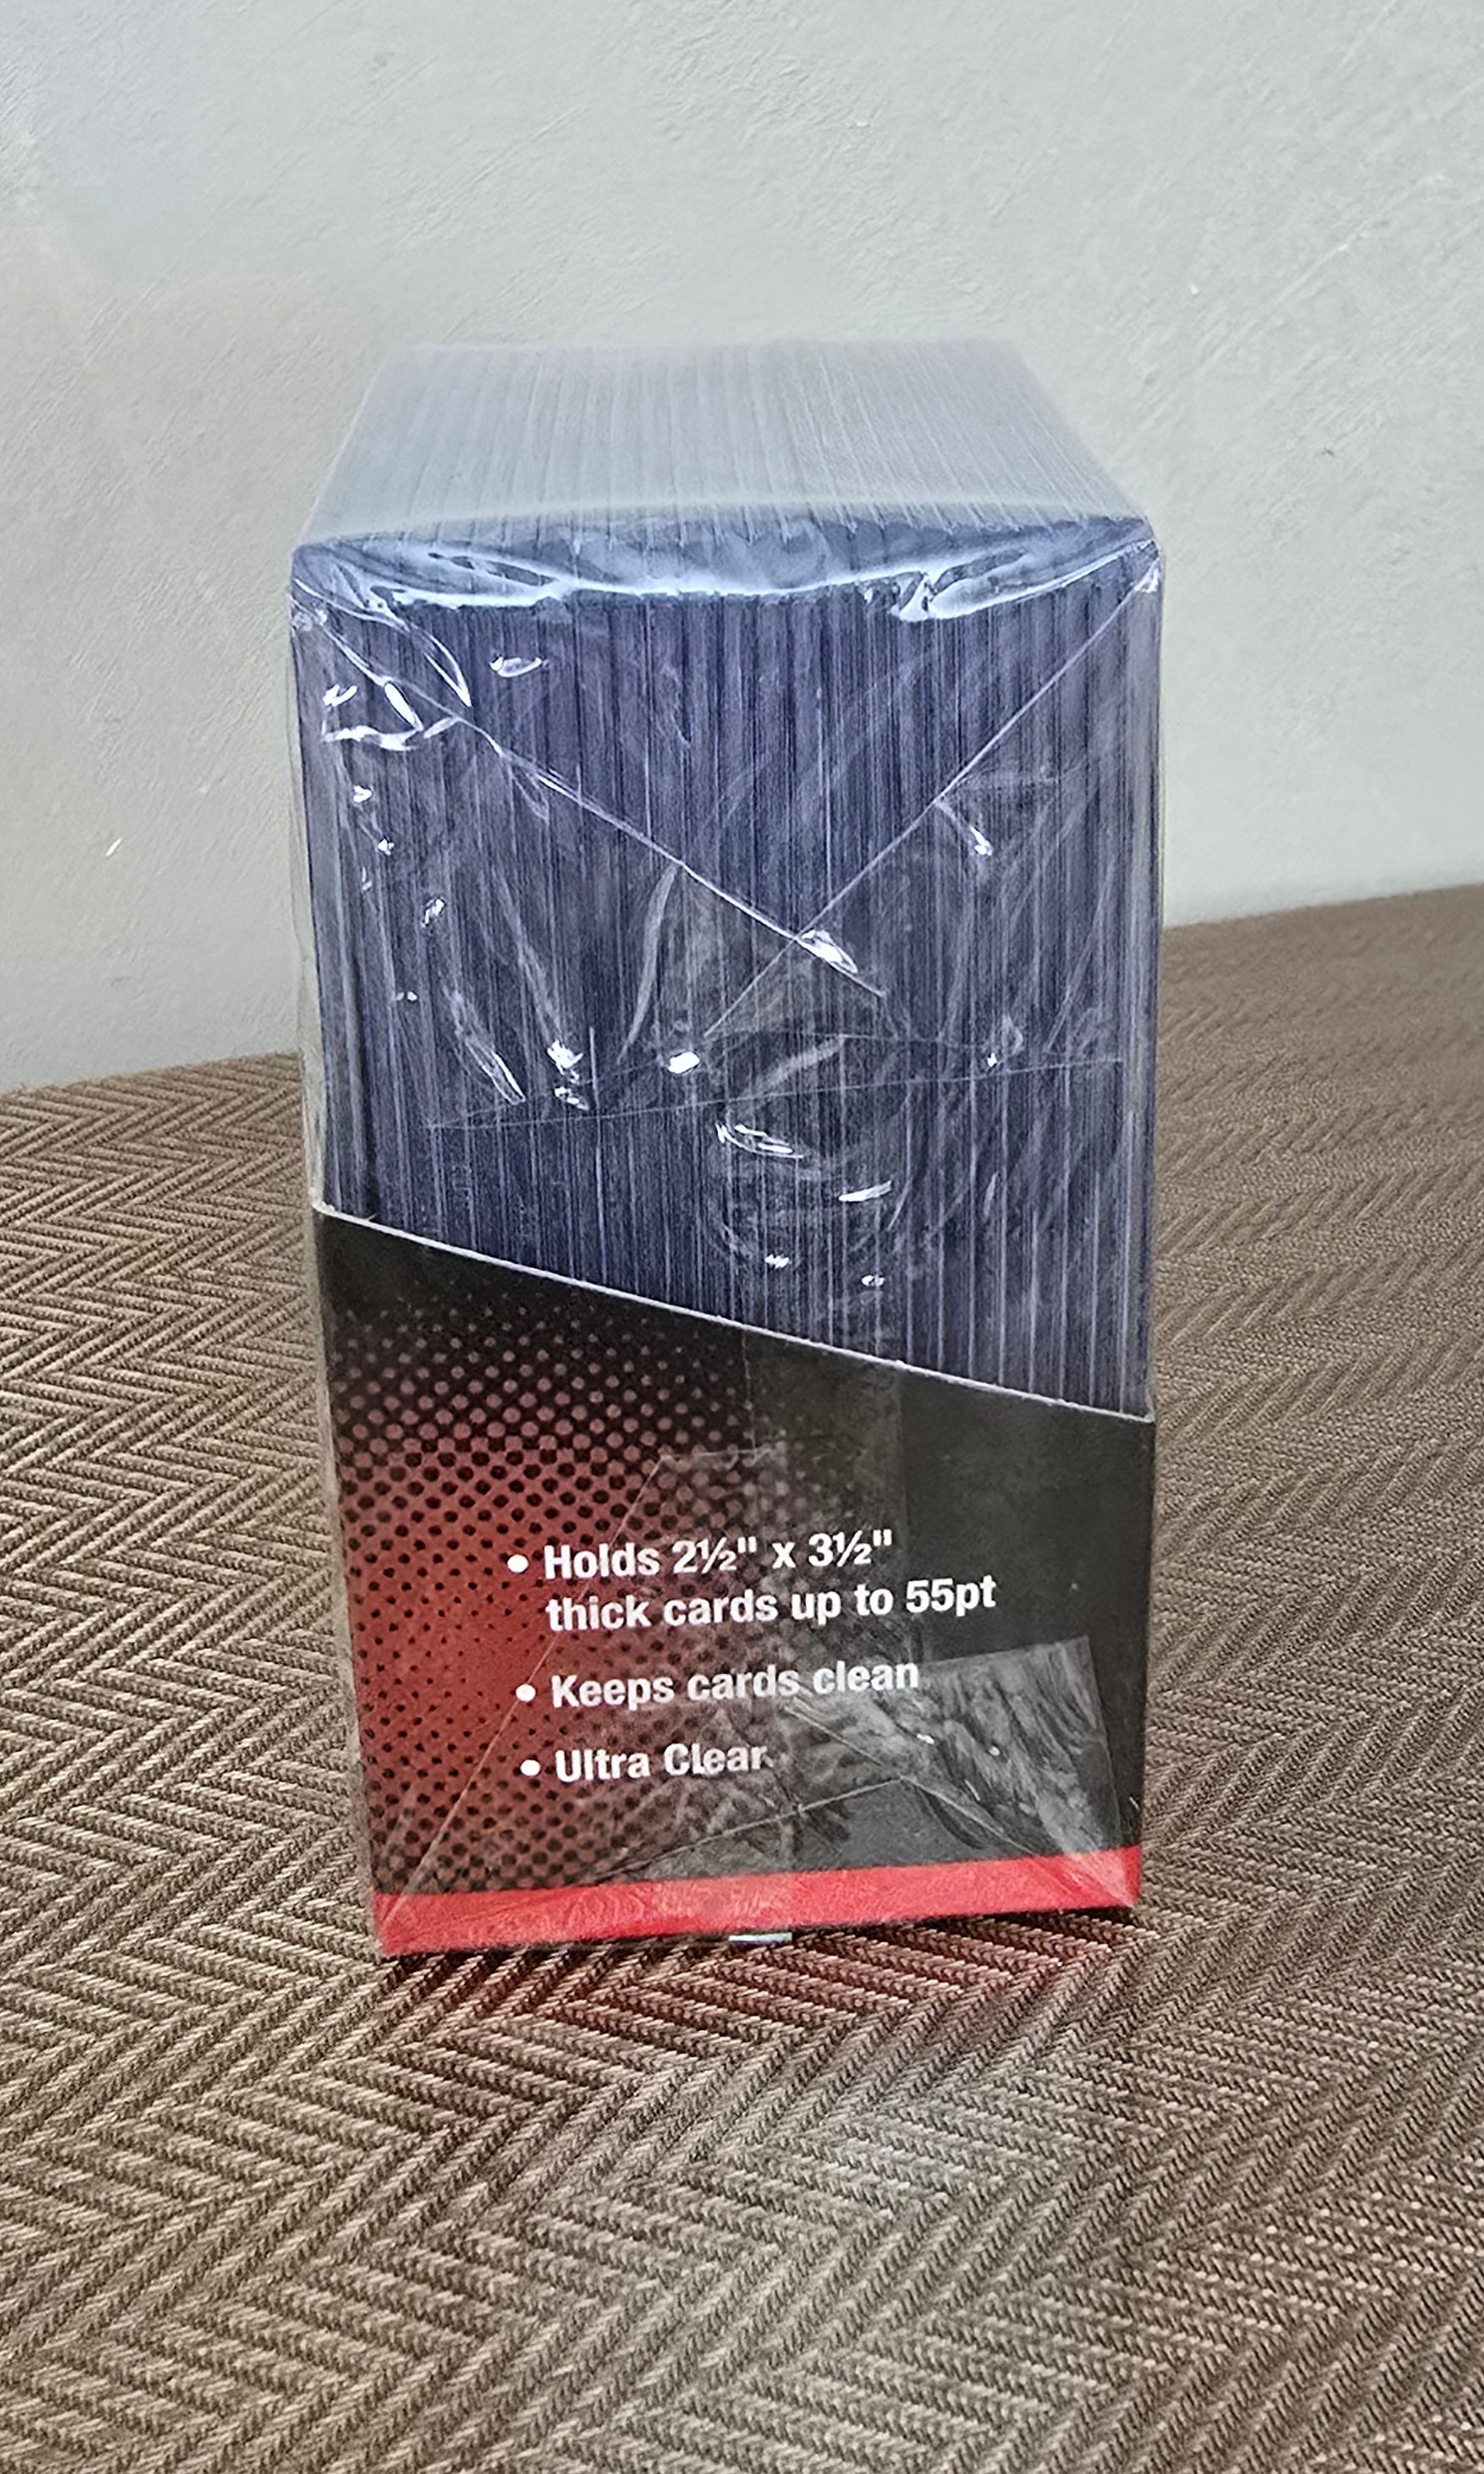 • Holds 2½" x 3½"
thick cards up to 55pt
• Keeps cards clean
• Ultra Clear